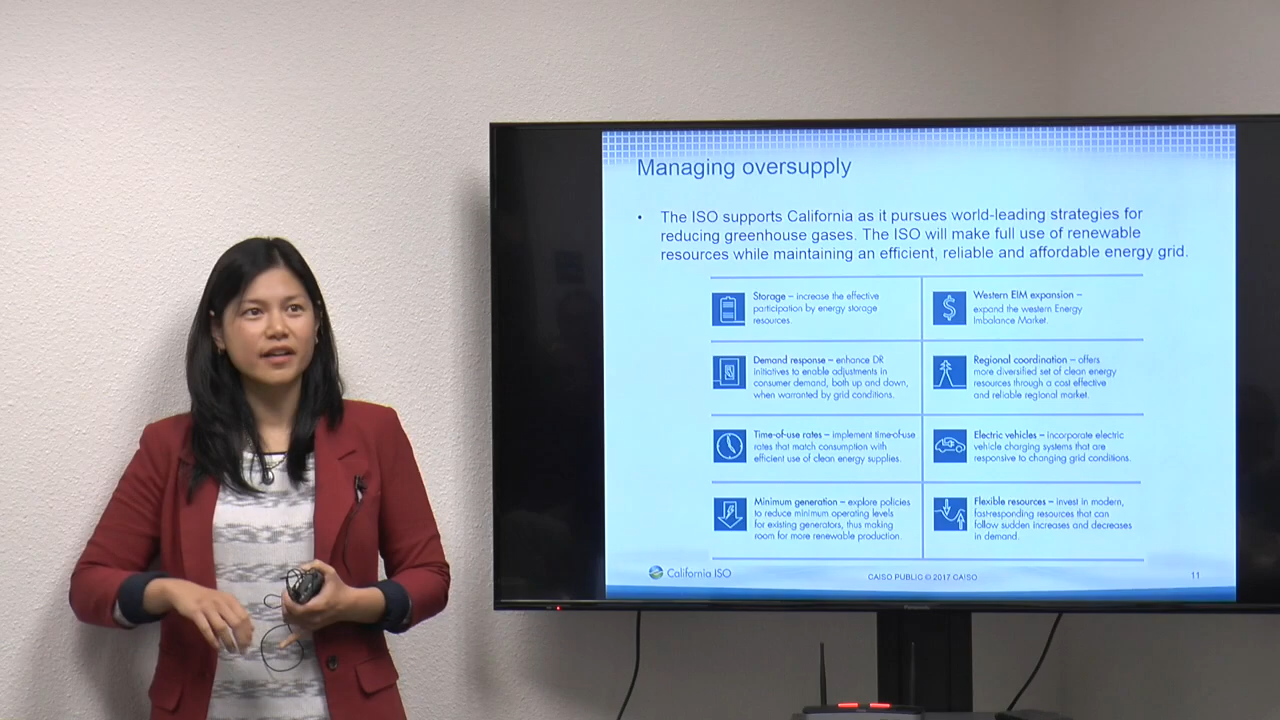 Managing oversupply
• The ISO supports California as it pursues world-leading strategies for
reducing greenhouse gases. The ISO will make full use of renewable
resources while maintaining an efficient, reliable and affordable energy grid.
Storage – increase the effective
participation by energy storage
resources.
Western EIM expansion –
expand the western Energy
Imbalance Market.
Demand response – enhance DR
initiatives to enable adjustments in
consumer demand, both up and down,
when warranted by grid conditions.
Regional coordination – offers
more diversified set of clean energy
resources through a cost effective
and reliable regional market.
Time-of-use rates – implement time-of-use
rates that match consumption with
efficient use of clean energy supplies.
Electric vehicles – incorporate electric
vehicle charging systems that are
responsive to changing grid conditions.
Minimum generation – explore policies
to reduce minimum operating levels
for existing generators, thus making
room for more renewable production.
Flexible resources – invest in modern,
fast-responding resources that can
follow sudden increases and decreases
in demand.
California ISO
CAISO PUBLIC © 2017 CAISO
11
Panasonic